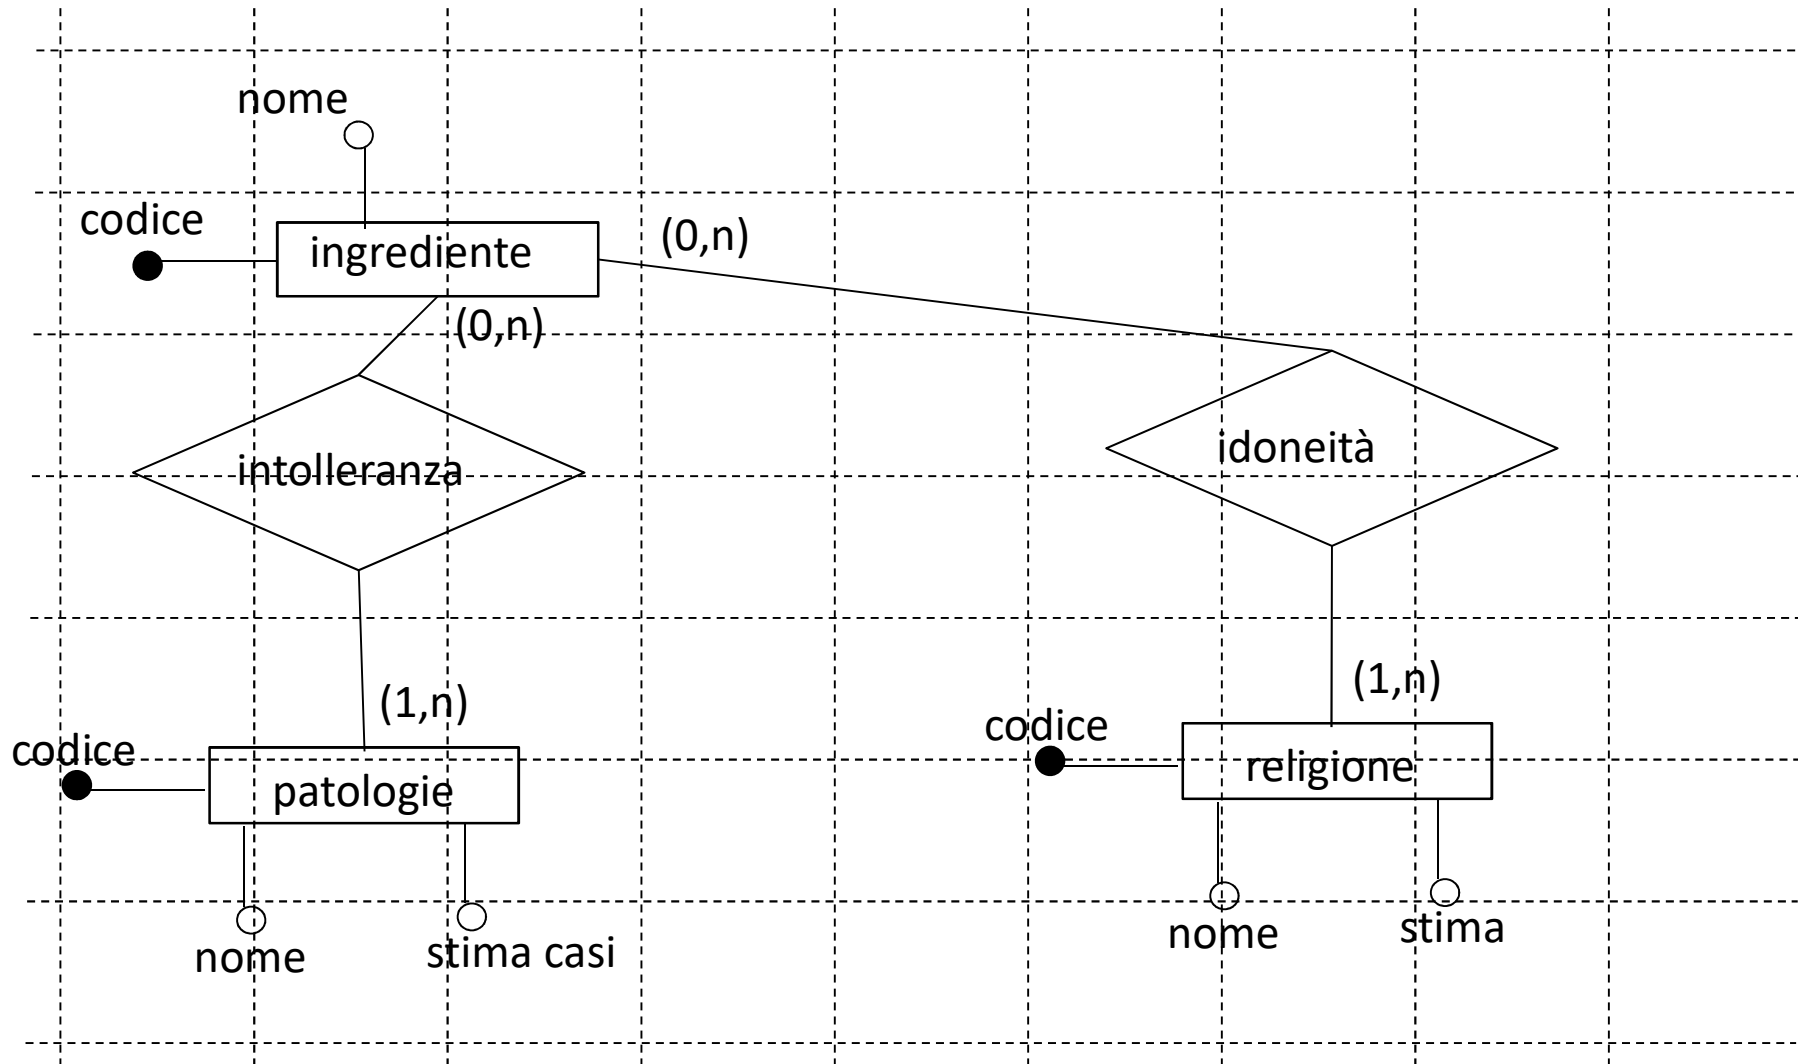 nome
codice
ingrediente
(0,n)
(0,n)
intolleranza
idoneità
(1,n)
(1,n)
codice
codice
patologie
religione
nome
stima casi
nome
stima